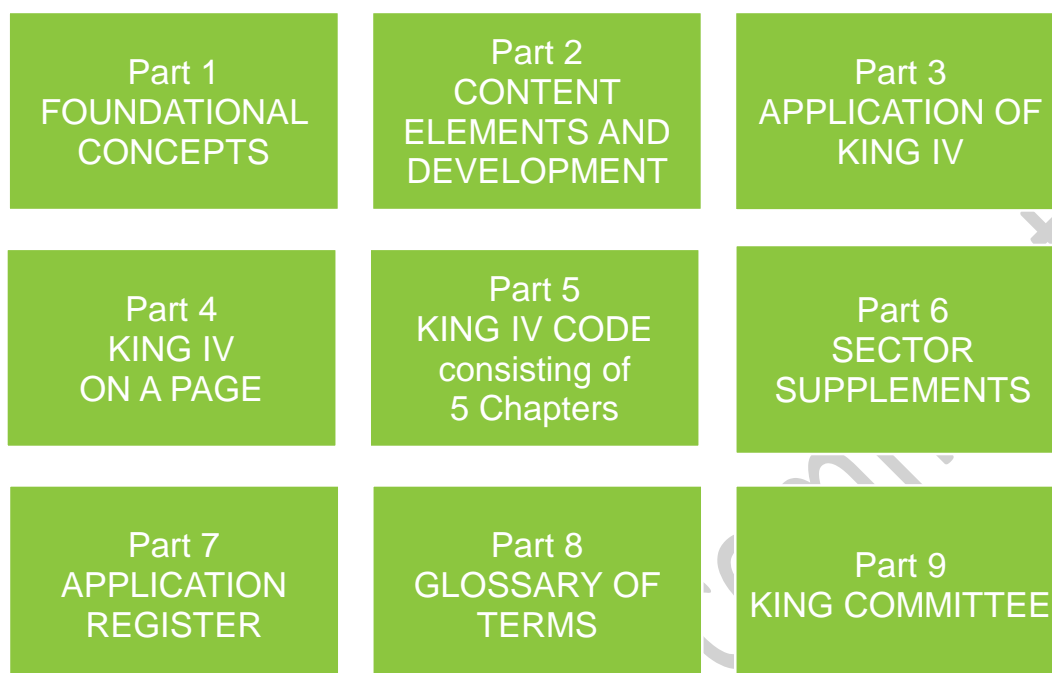 Part 1
FOUNDATIONAL
CONCEPTS
Part 2
CONTENT
ELEMENTS AND
DEVELOPMENT
Part 3
APPLICATION OF
KING IV
Part 4
KING IV
ON A PAGE
Part 5
KING IV CODE
consisting of
5 Chapters
Part 6
SECTOR
SUPPLEMENTS
Part 7
APPLICATION
REGISTER
Part 8
GLOSSARY OF
TERMS
Part 9
KING COMMITTEE